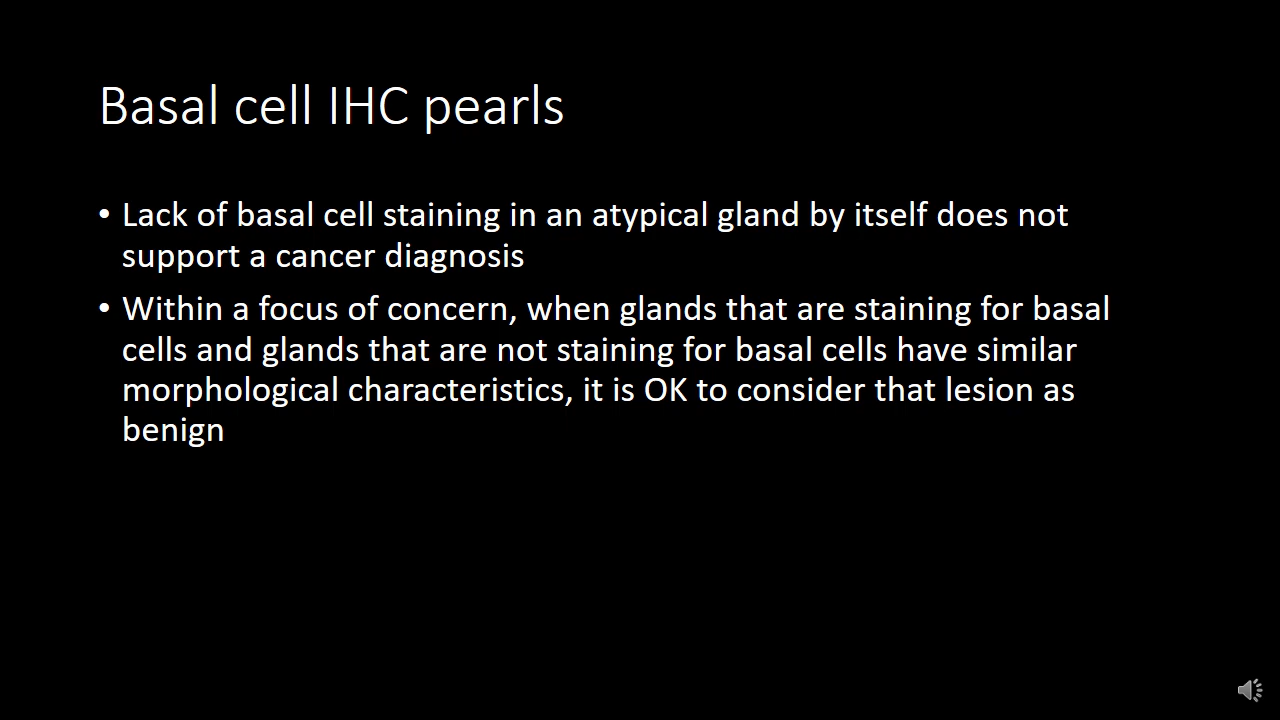 Basal cell IHC pearls
• Lack of basal cell staining in an atypical gland by itself does not
support a cancer diagnosis
• Within a focus of concern, when glands that are staining for basal
cells and glands that are not staining for basal cells have similar
morphological characteristics, it is OK to consider that lesion as
benign